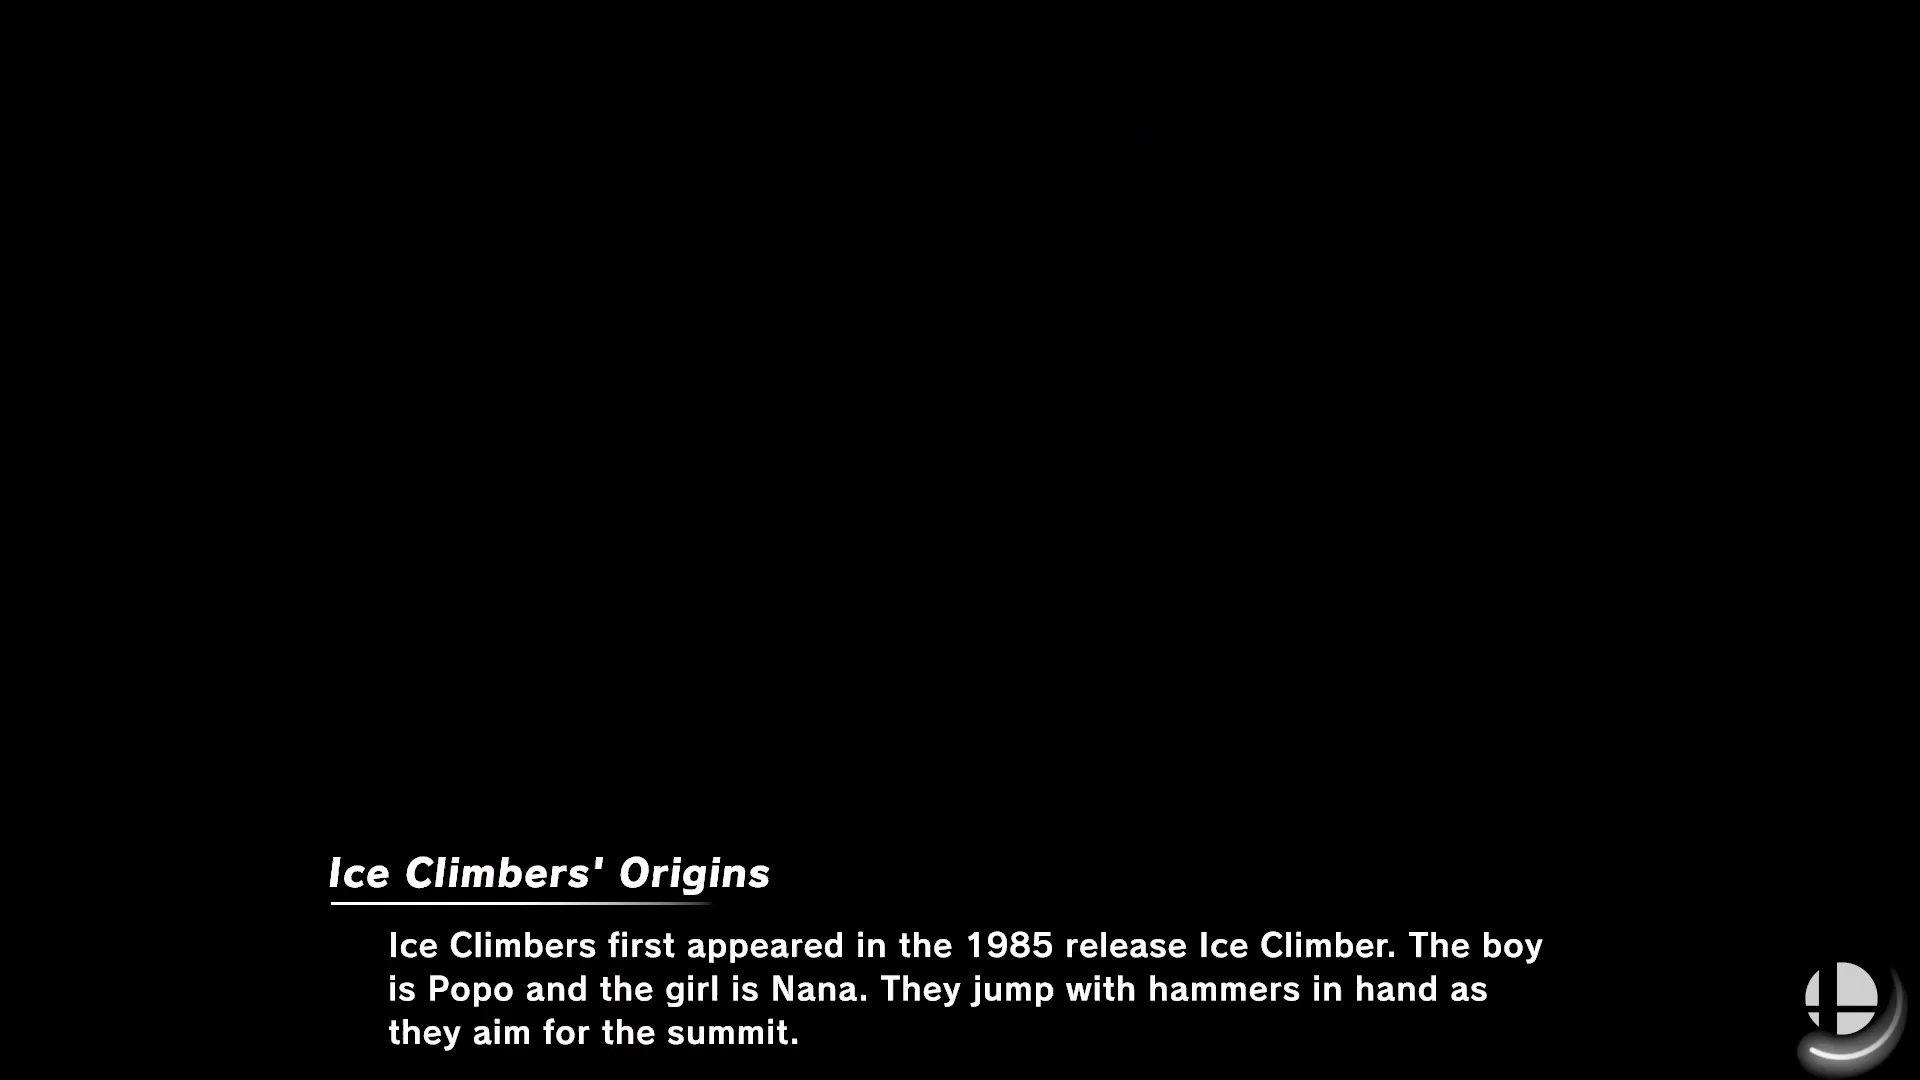 Ice Climbers' Origins
Ice Climbers first appeared in the 1985 release Ice Climber. The boy
is Popo and the girl is Nana. They jump with hammers in hand as
they aim for the summit.